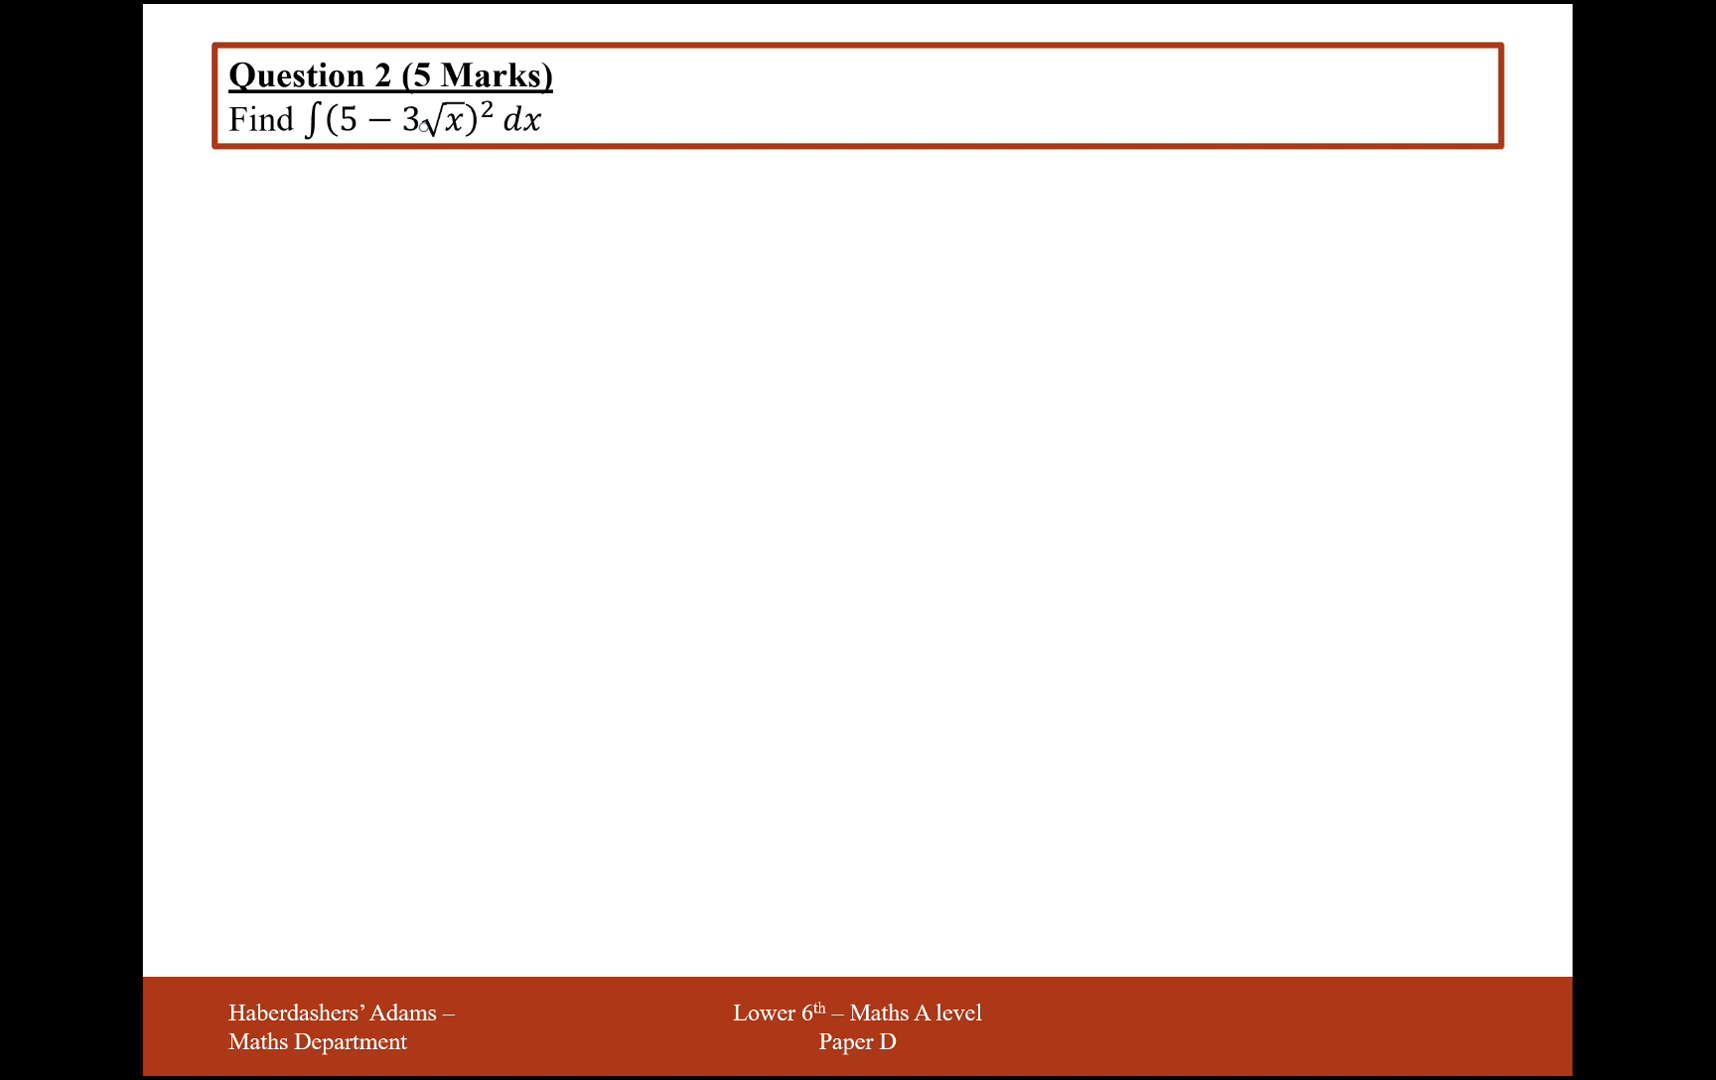 Question 2 (5 Marks)
Find ∫(5 − 3√x)² dx
Haberdashers’ Adams –
Maths Department
Lower 6th – Maths A level
Paper D